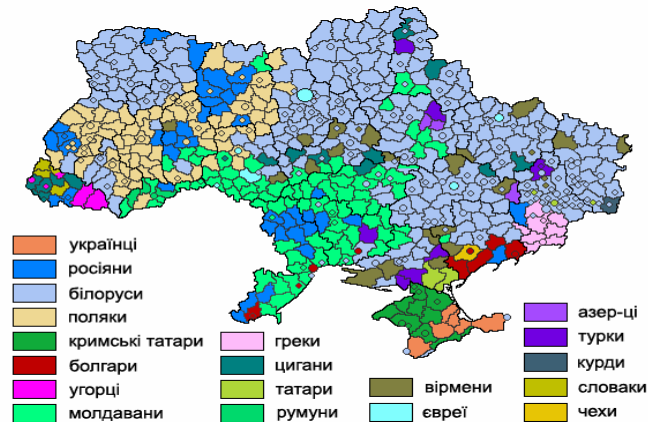 українці
росіяни
білоруси
поляки
кримські татари
болгари
угорці
молдавани
греки
цигани
татари
румуни
вірмени
євреї
азер-ці
турки
курди
словаки
чехи